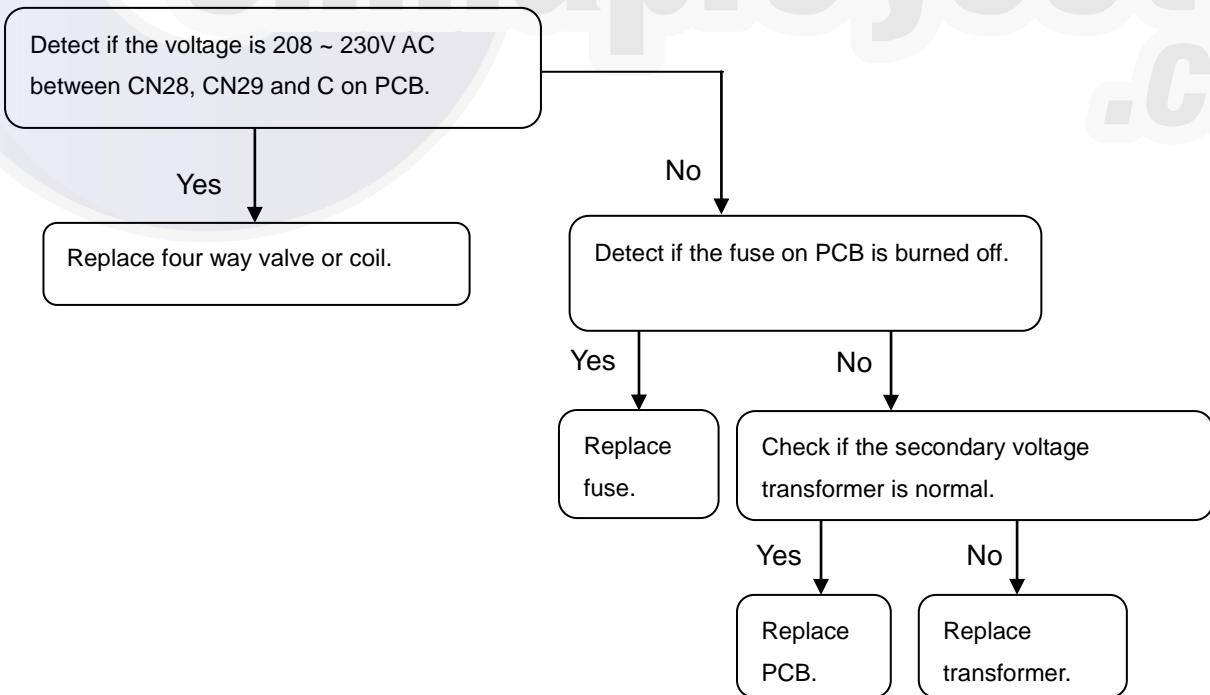 Detect if the voltage is 208 ~ 230V AC
between CN28, CN29 and C on PCB.
Yes
No
Replace four way valve or coil.
Detect if the fuse on PCB is burned off.
Yes
No
Replace
fuse.
Check if the secondary voltage
transformer is normal.
Yes
No
Replace
PCB.
Replace
transformer.